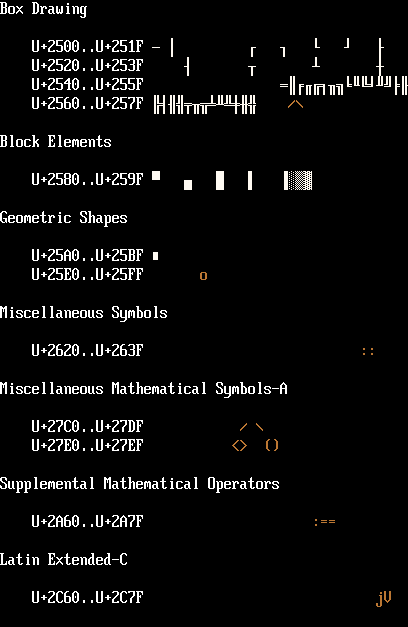 Box Drawing
U+2500..U+251F ─ │         ┌   ┐   └   ┘   ├
U+2520..U+253F     ┤       ┬       ┴       ┼
U+2540..U+255F                 ═║╒╓╔╕╖╗╘╙╚╛╜╝╞╟
U+2560..U+257F ╠╡╢╣╤╥╦╧╨╩╪╫╬    ╱╲
Block Elements
U+2580..U+259F ▀   ▄   █   ▌   ▐░▒▓
Geometric Shapes
U+25A0..U+25BF ■
U+25E0..U+25FF       o
Miscellaneous Symbols
U+2620..U+263F                           ::
Miscellaneous Mathematical Symbols-A
U+27C0..U+27DF            / \
U+27E0..U+27EF           <>  ()
Supplemental Mathematical Operators
U+2A60..U+2A7F                     :==
Latin Extended-C
U+2C60..U+2C7F                             jV